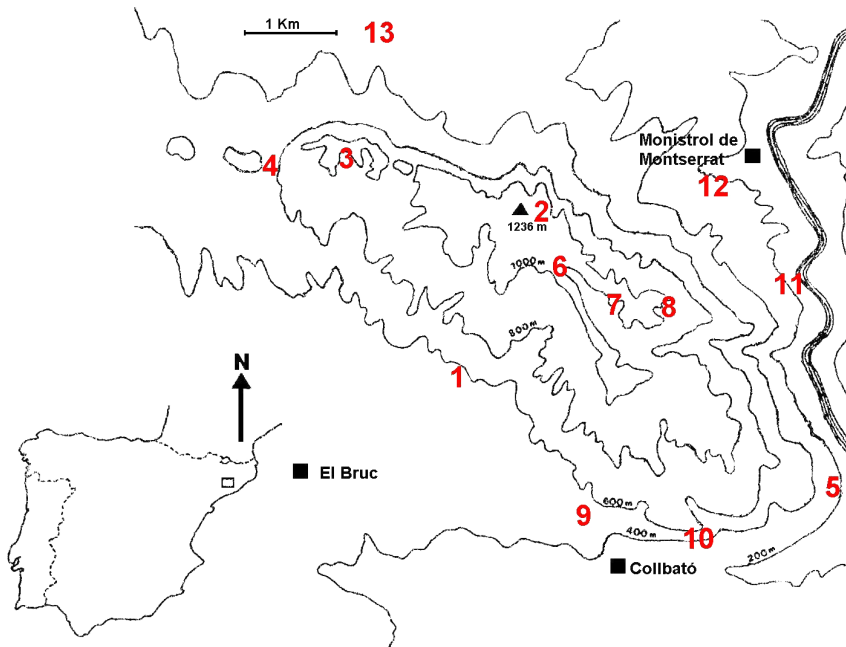 1 Km
13
Monistrol de
Montserrat
4
3
12
2
1236 m
6
1000 m
11
7
8
800 m
1
N
El Bruc
5
600 m
9
400 m
10
200 m
Collbató